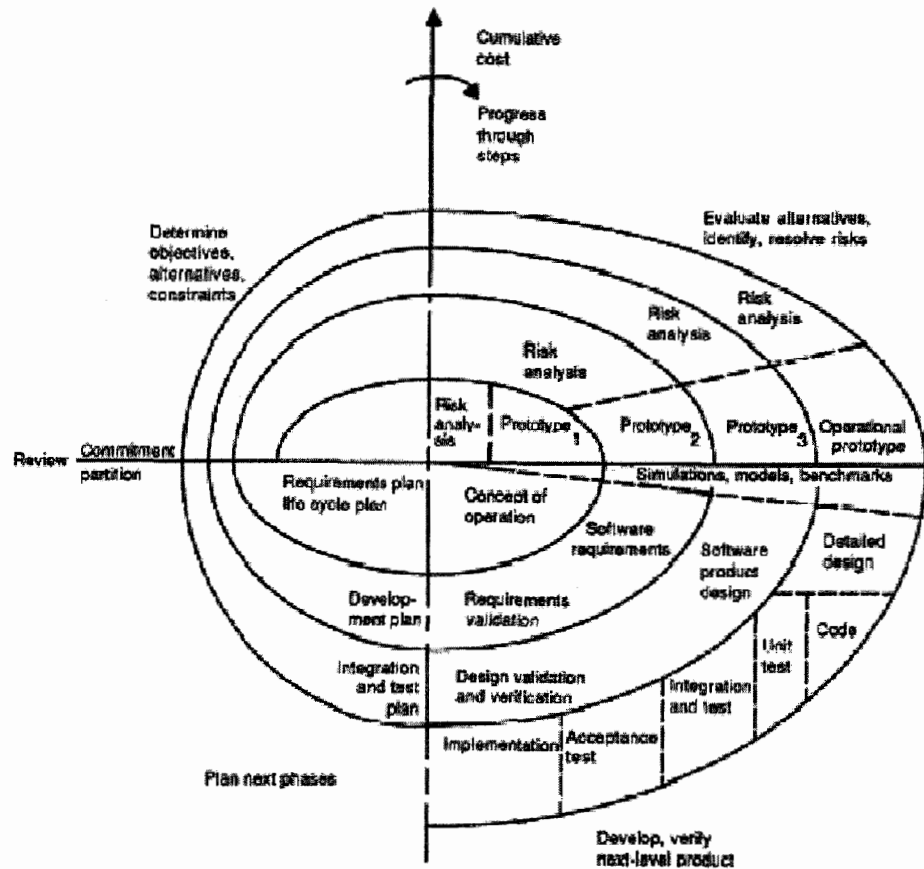 Cumulative
cost
Progress
through
steps
Determine
objectives,
alternatives,
constraints
Evaluate alternatives,
identify, resolve risks
Risk
analysis
Risk
analysis
Risk
analysis
Risk
analy-
sis
Prototype 1
Prototype 2
Prototype 3
Operational
prototype
Review
Commitment
partition
Simulations, models, benchmarks
Requirements plan
life cycle plan
Concept of
operation
Software
requirements
Software
product
design
Detailed
design
Develop-
ment plan
Requirements
validation
Code
Unit
test
Integration
and test
plan
Design validation
and verification
Integration
and test
Acceptance
test
Implementation
Plan next phases
Develop, verify
next-level product